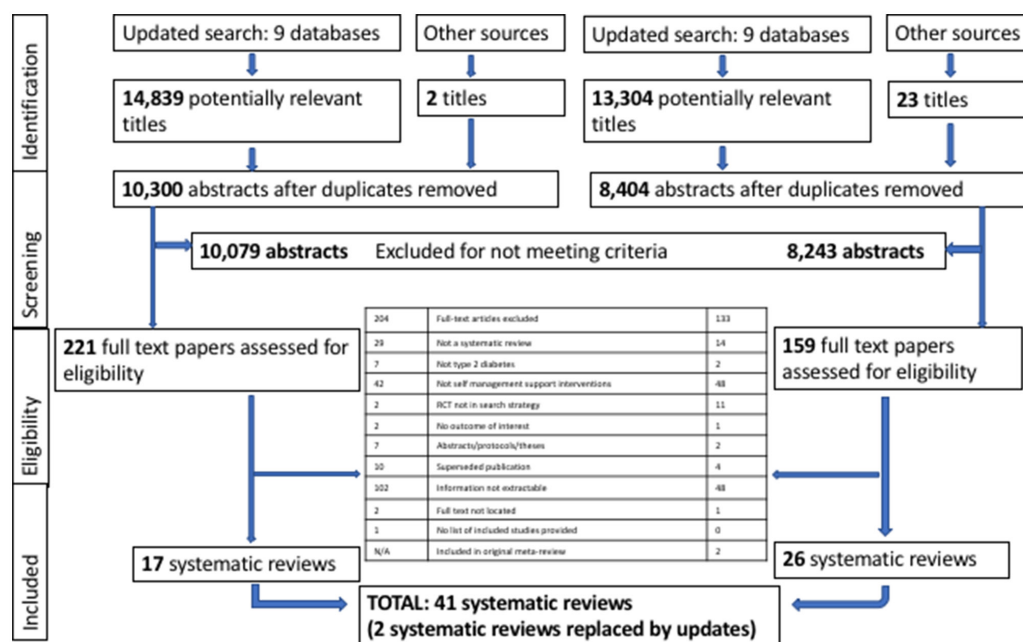 Identification
Updated search: 9 databases
Other sources
Updated search: 9 databases
Other sources
14,839 potentially relevant
titles
2 titles
13,304 potentially relevant
titles
23 titles
Screening
10,300 abstracts after duplicates removed
8,404 abstracts after duplicates removed
10,079 abstracts Excluded for not meeting criteria 8,243 abstracts
Eligibility
221 full text papers assessed for
eligibility
159 full text papers
assessed for eligibility
204 Full-text articles excluded 133
29 Not a systematic review 14
7 Not type 2 diabetes 2
42 Not self management support interventions 48
2 RCT not in search strategy 11
2 No outcome of interest 1
7 Abstracts/protocols/theses 2
10 Superseded publication 4
102 Information not extractable 48
2 Full text not located 1
1 No list of included studies provided 0
N/A Included in original meta-review 2
Included
17 systematic reviews
26 systematic reviews
TOTAL: 41 systematic reviews
(2 systematic reviews replaced by updates)